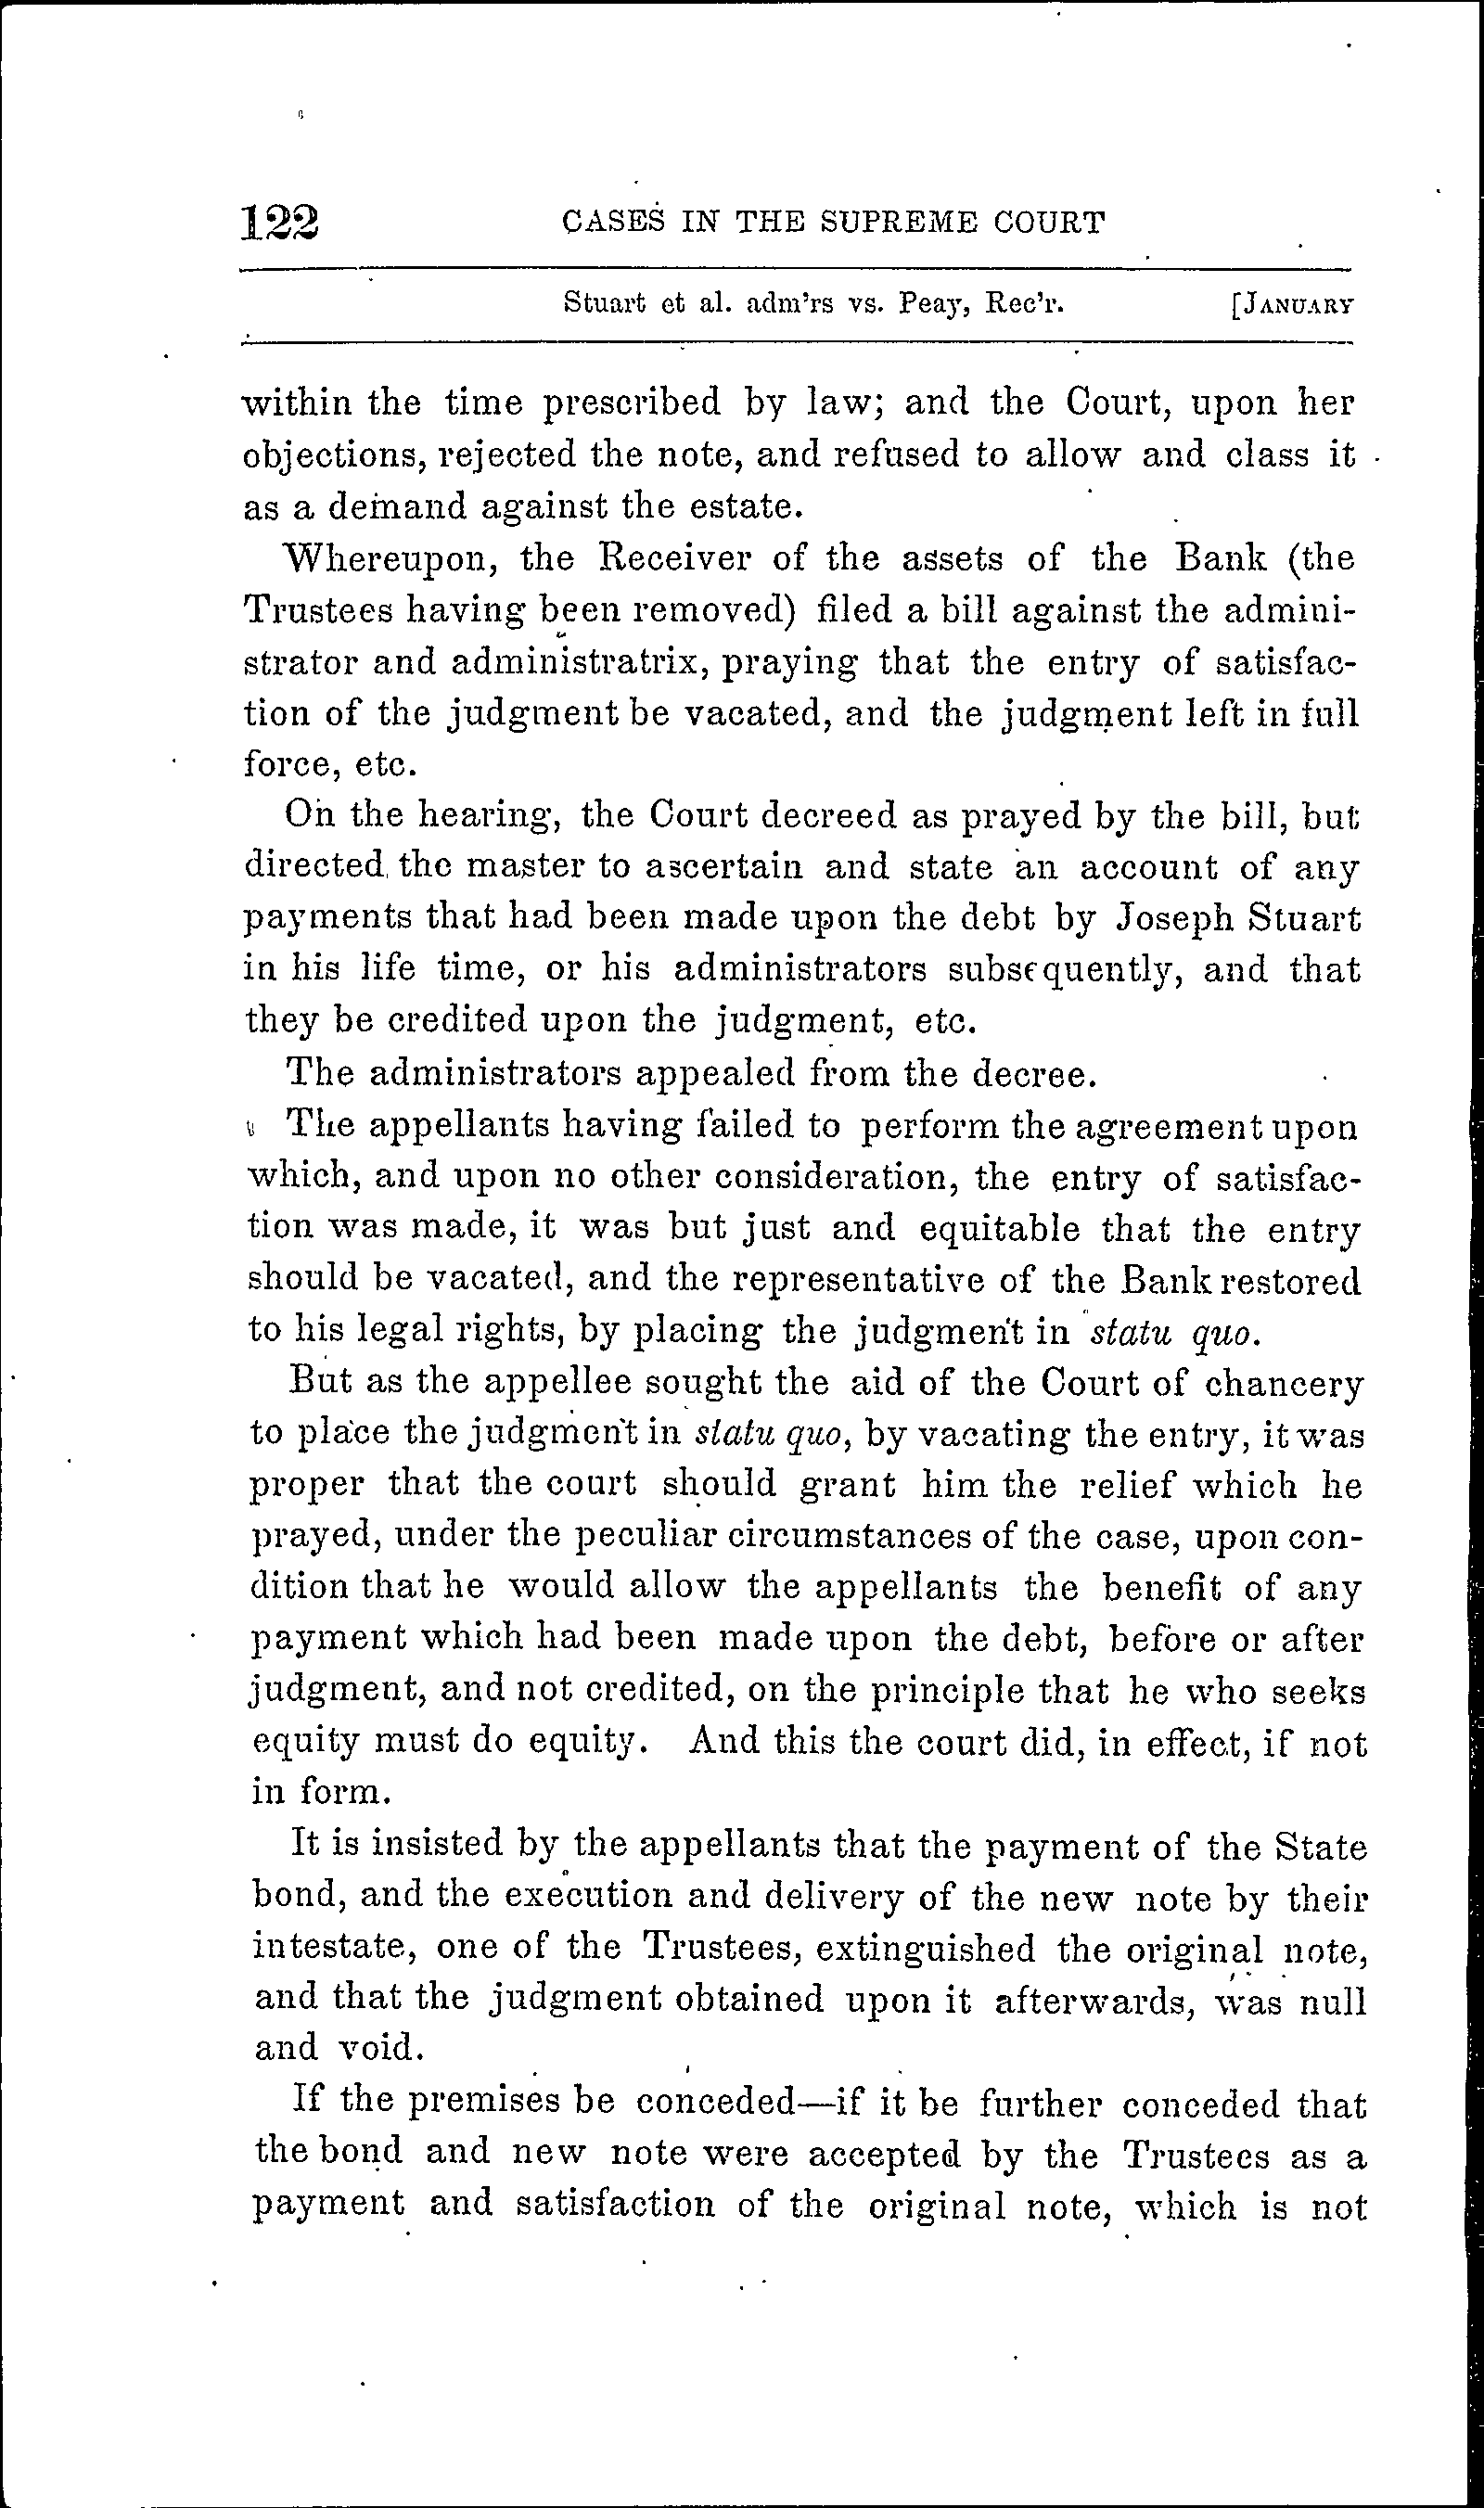 122 CASES IN THE SUPREME COURT
Stuart et al. adm'rs vs. Peay, Rec'r. [JANUARY
within the time prescribed by law; and the Court, upon her
objections, rejected the note, and refused to allow and class it
as a demand against the estate.
Whereupon, the Receiver of the assets of the Bank (the
Trustees having been removed) filed a bill against the admini-
strator and administratrix, praying that the entry of satisfac-
tion of the judgment be vacated, and the judgment left in full
force, etc.
On the hearing, the Court decreed as prayed by the bill, but
directed the master to ascertain and state an account of any
payments that had been made upon the debt by Joseph Stuart
in his life time, or his administrators subsequently, and that
they be credited upon the judgment, etc.
The administrators appealed from the decree.
The appellants having failed to perform the agreement upon
which, and upon no other consideration, the entry of satisfac-
tion was made, it was but just and equitable that the entry
should be vacated, and the representative of the Bank restored
to his legal rights, by placing the judgment in statu quo.
But as the appellee sought the aid of the Court of chancery
to place the judgment in statu quo, by vacating the entry, it was
proper that the court should grant him the relief which he
prayed, under the peculiar circumstances of the case, upon con-
dition that he would allow the appellants the benefit of any
payment which had been made upon the debt, before or after
judgment, and not credited, on the principle that he who seeks
equity must do equity. And this the court did, in effect, if not
in form.
It is insisted by the appellants that the payment of the State
bond, and the execution and delivery of the new note by their
intestate, one of the Trustees, extinguished the original note,
and that the judgment obtained upon it afterwards, was null
and void.
If the premises be conceded—if it be further conceded that
the bond and new note were accepted by the Trustees as a
payment and satisfaction of the original note, which is not